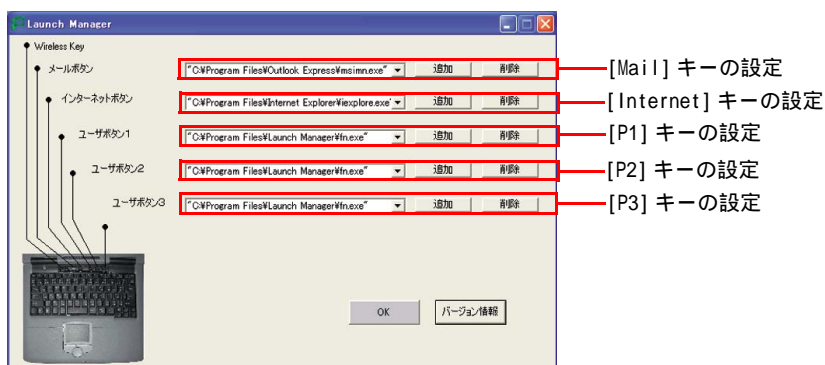 Launch Manager
Wireless Key
メールボタン
"C:¥Program Files¥Outlook Express¥msimn.exe" 追加 削除
[Mail] キーの設定
インターネットボタン
"C:¥Program Files¥Internet Explorer¥iexplore.exe" 追加 削除
[Internet] キーの設定
ユーザボタン1
"C:¥Program Files¥Launch Manager¥fn.exe" 追加 削除
[P1] キーの設定
ユーザボタン2
"C:¥Program Files¥Launch Manager¥fn.exe" 追加 削除
[P2] キーの設定
ユーザボタン3
"C:¥Program Files¥Launch Manager¥fn.exe" 追加 削除
[P3] キーの設定
OK バージョン情報